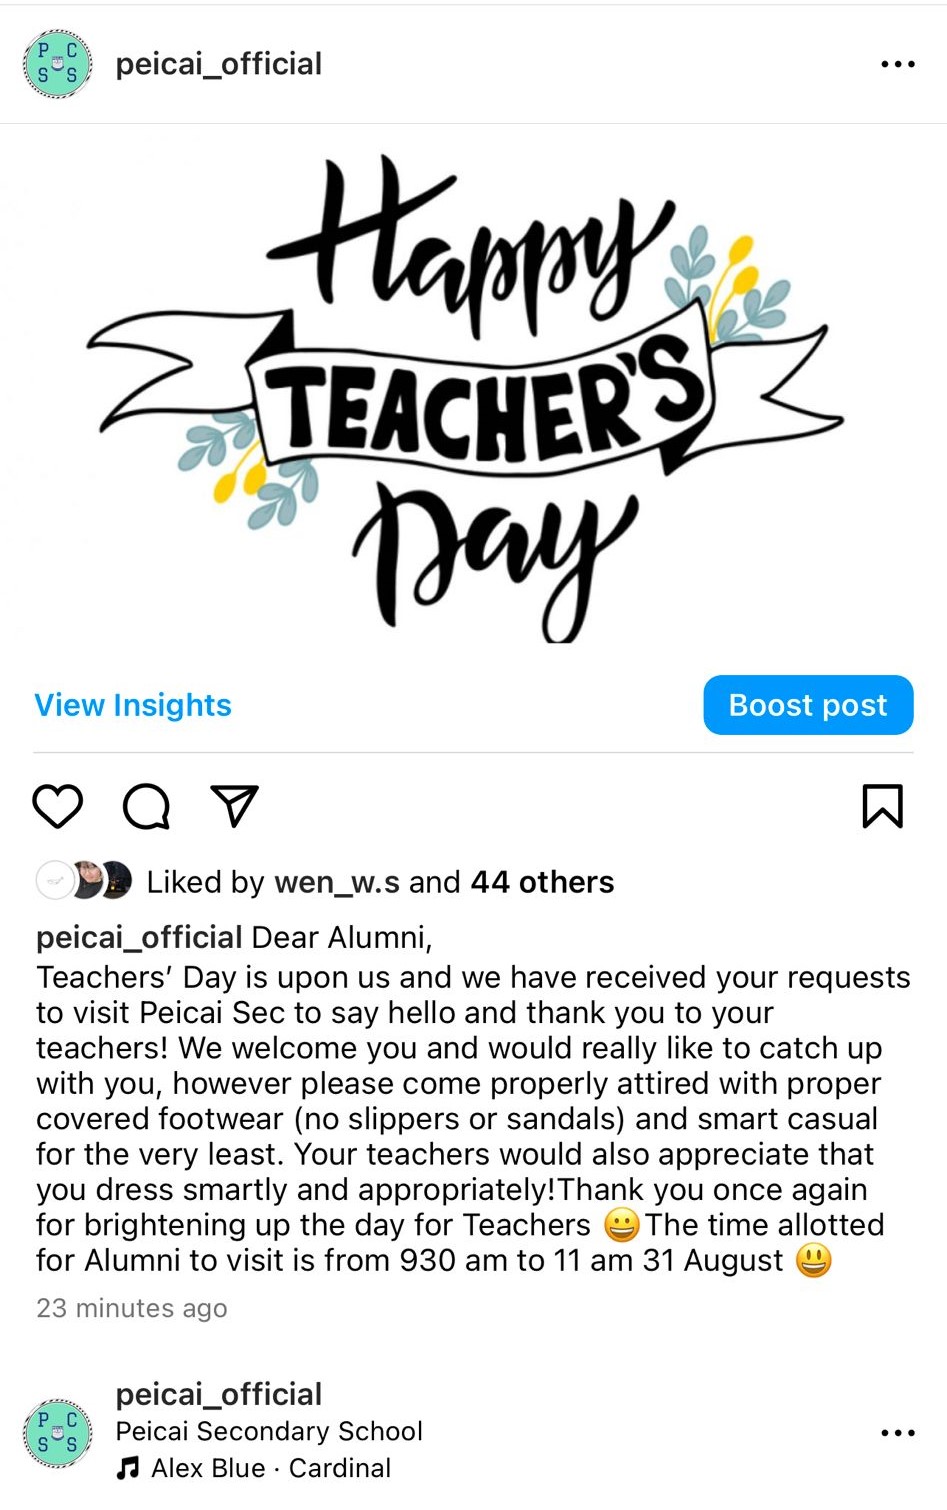 P C
S S
peicai_official
Happy
TEACHER'S
Day
View Insights
Boost post
Liked by wen_w.s and 44 others
peicai_official Dear Alumni,
Teachers' Day is upon us and we have received your requests
to visit Peicai Sec to say hello and thank you to your
teachers! We welcome you and would really like to catch up
with you, however please come properly attired with proper
covered footwear (no slippers or sandals) and smart casual
for the very least. Your teachers would also appreciate that
you dress smartly and appropriately!Thank you once again
for brightening up the day for Teachers 😀The time allotted
for Alumni to visit is from 930 am to 11 am 31 August 😃
23 minutes ago
P C
S S
peicai_official
Peicai Secondary School
Alex Blue · Cardinal